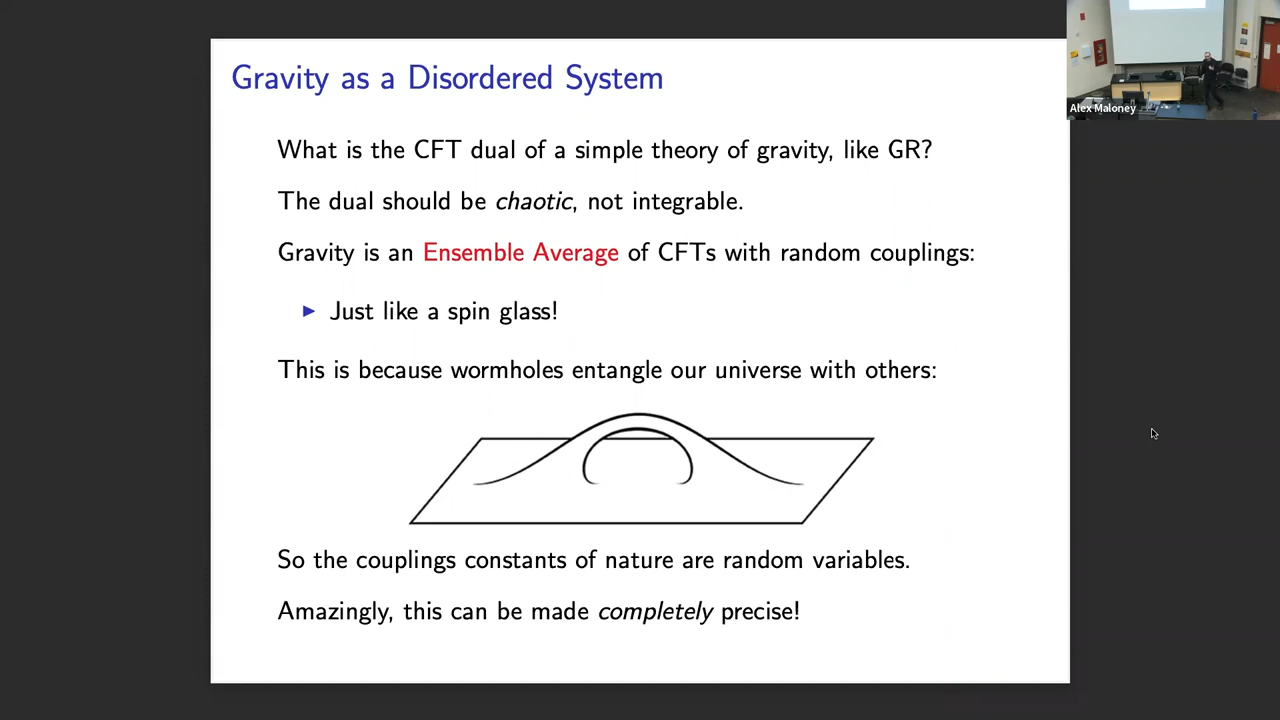 Gravity as a Disordered System
What is the CFT dual of a simple theory of gravity, like GR?
The dual should be chaotic, not integrable.
Gravity is an Ensemble Average of CFTs with random couplings:
▶ Just like a spin glass!
This is because wormholes entangle our universe with others:
So the couplings constants of nature are random variables.
Amazingly, this can be made completely precise!
Alex Maloney